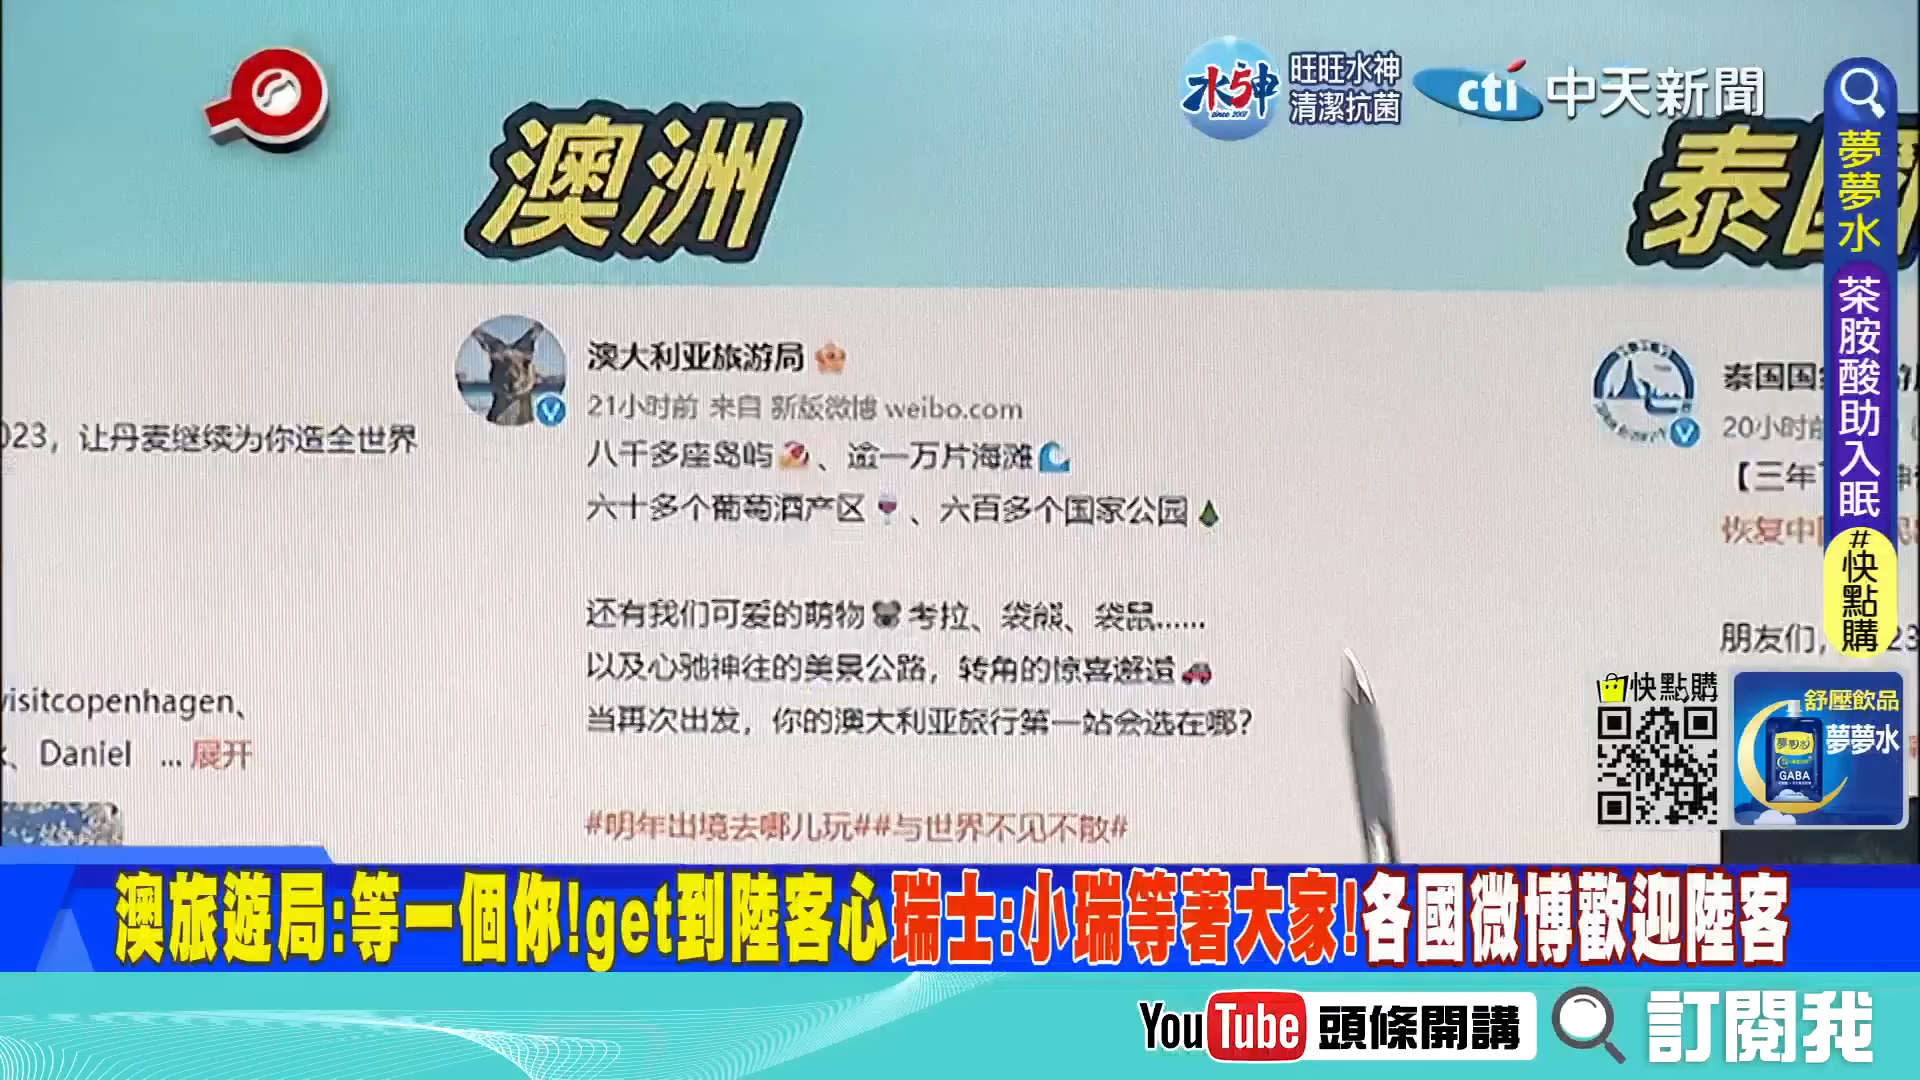 水神
since 2007
旺旺水神
清潔抗菌
cti 中天新聞
澳洲
泰國
澳大利亚旅游局
21小时前 来自 新版微博 weibo.com
八千多座岛屿、逾一万片海滩
六十多个葡萄酒产区、六百多个国家公园
还有我们可爱的萌物考拉、袋熊、袋鼠......
以及心驰神往的美景公路，转角的惊喜邂逅
当再次出发，你的澳大利亚旅行第一站会选在哪?
#明年出境去哪儿玩##与世界不见不散#
023，让丹麦继续为你造全世界
visitcopenhagen、
、Daniel ... 展开
泰国国
20小时前
【三年
恢复中
朋友们，
23
夢夢水
茶胺酸助入眠
#快點購
快點購
舒壓飲品
夢夢水
夢夢水
GABA
澳旅遊局:等一個你!get到陸客心瑞士:小瑞等著大家!各國微博歡迎陸客
YouTube 頭條開講
訂閱我